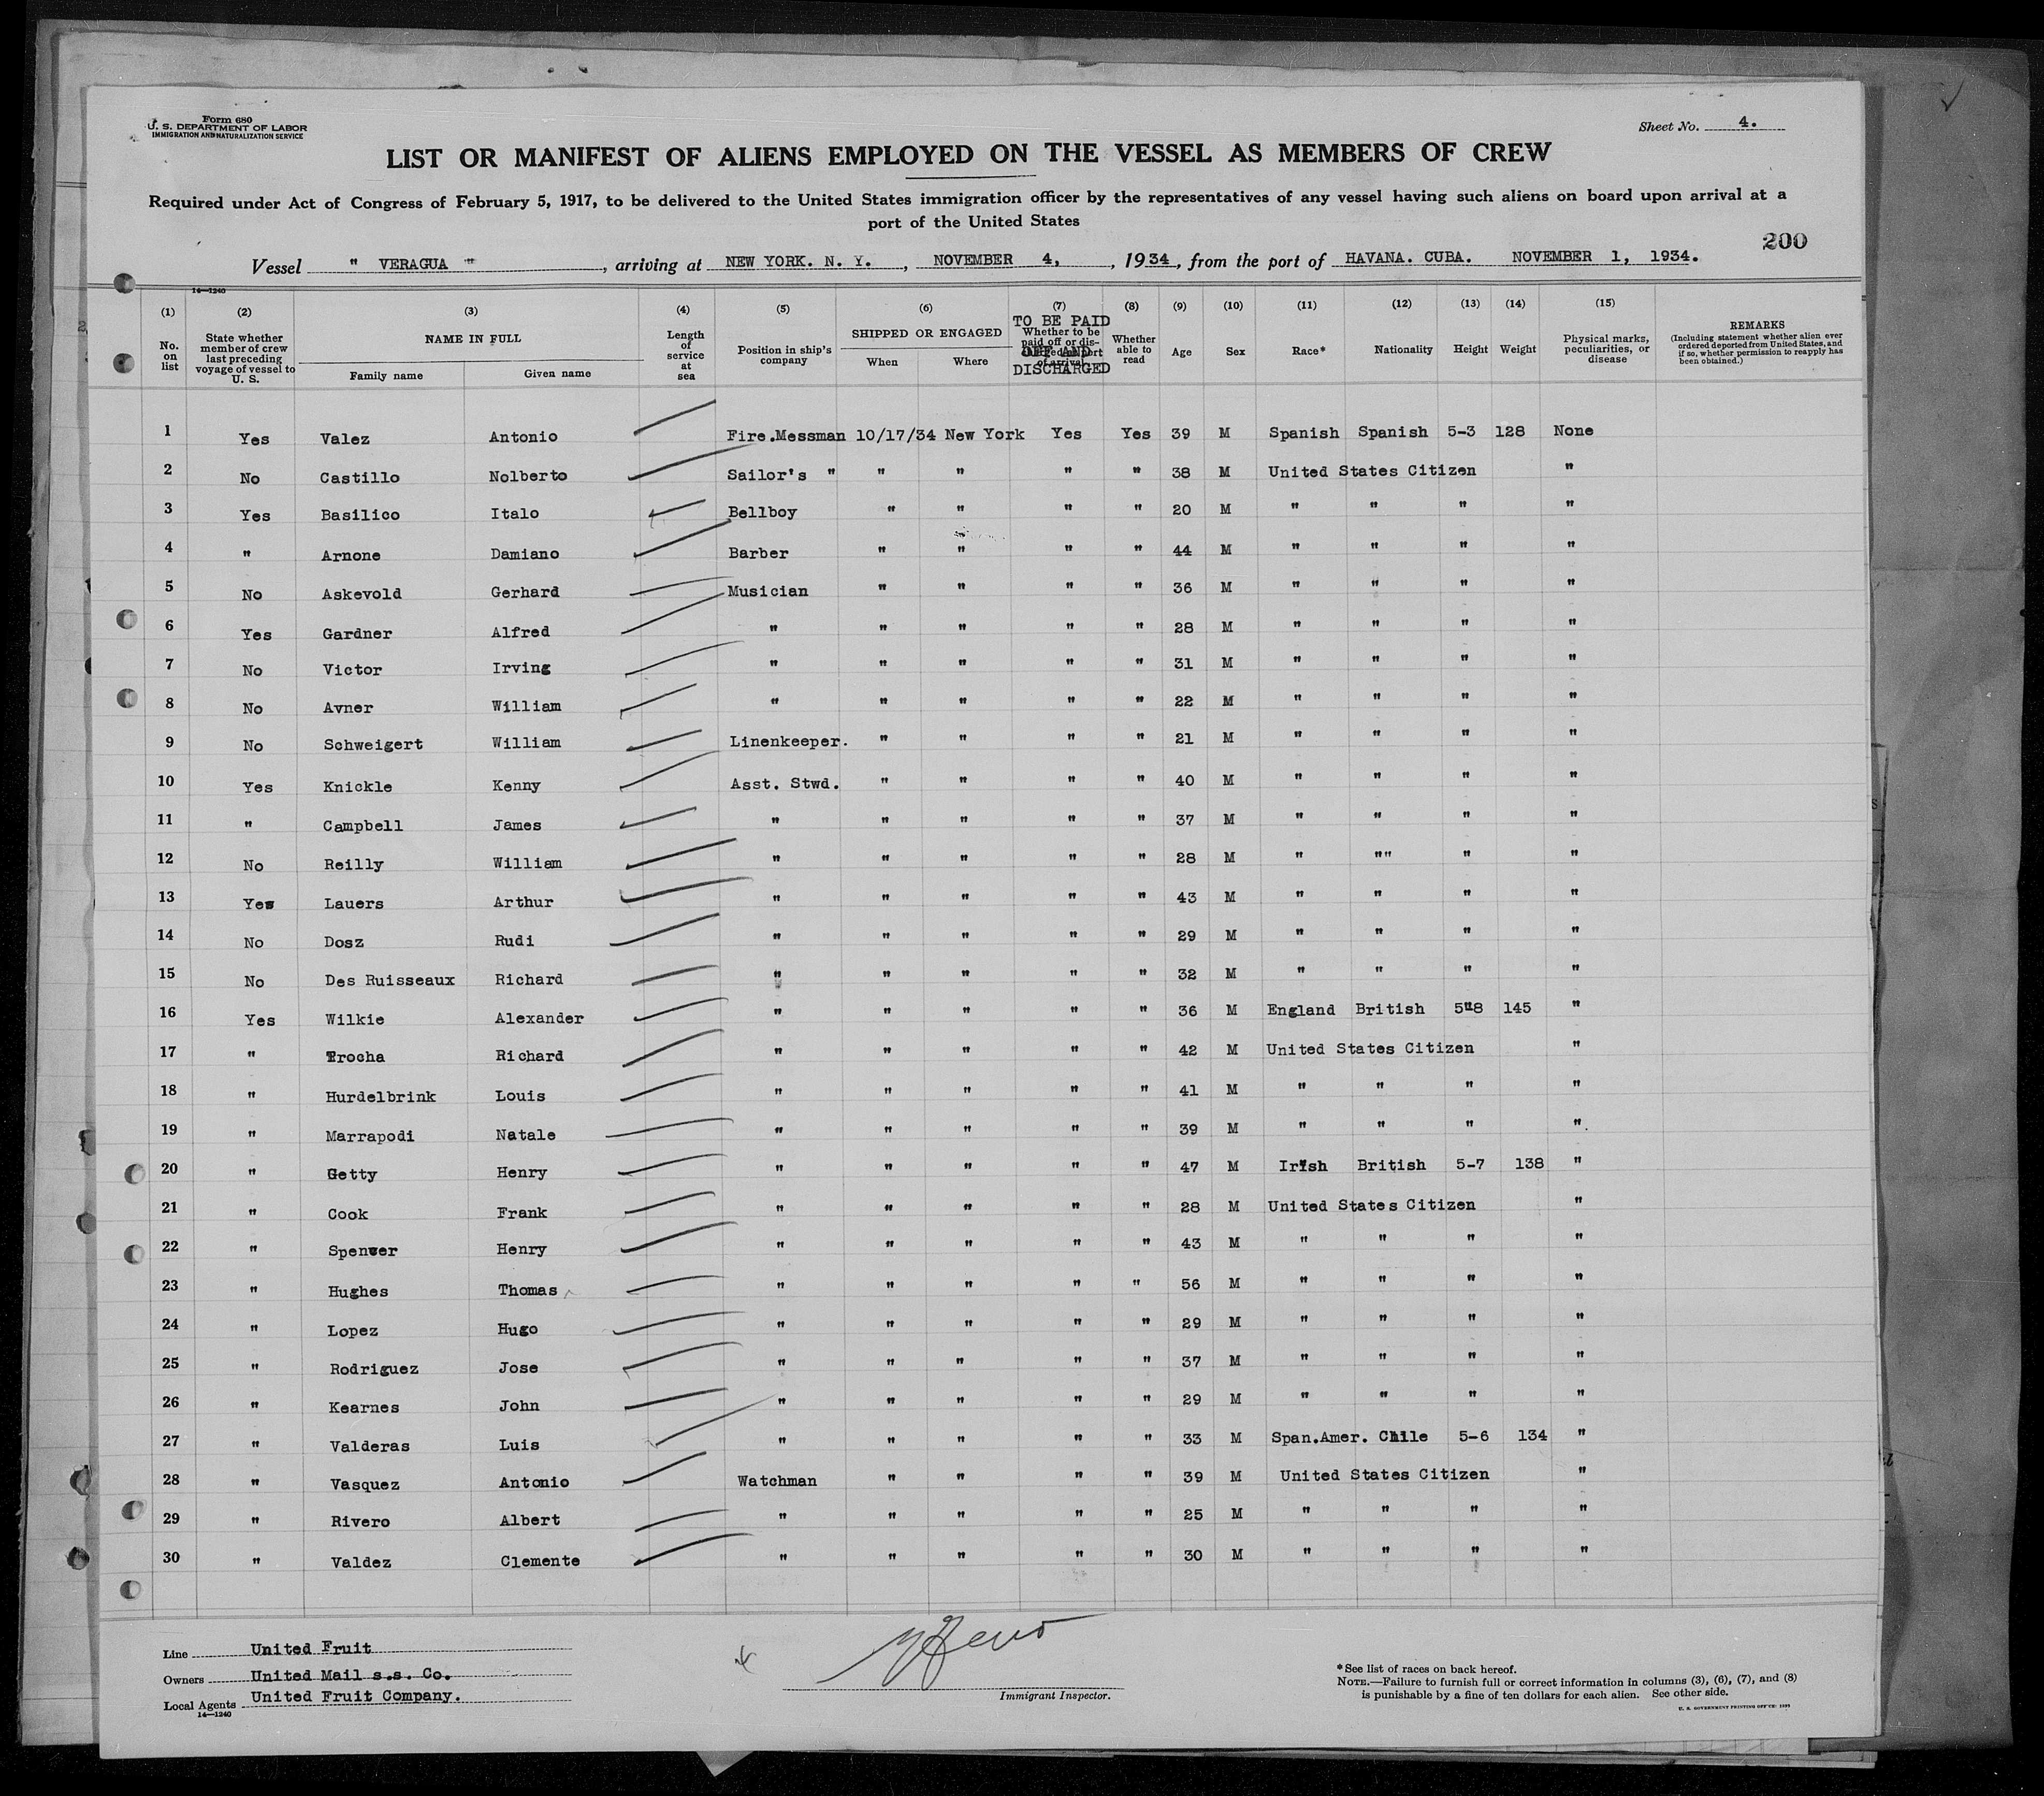 Form 680
U. S. DEPARTMENT OF LABOR
IMMIGRATION AND NATURALIZATION SERVICE
Sheet No. 4.
LIST OR MANIFEST OF ALIENS EMPLOYED ON THE VESSEL AS MEMBERS OF CREW
Required under Act of Congress of February 5, 1917, to be delivered to the United States immigration officer by the representatives of any vessel having such aliens on board upon arrival at a
port of the United States
200
Vessel " VERAGUA " , arriving at NEW YORK. N. Y. , NOVEMBER 4, , 1934, from the port of HAVANA. CUBA. NOVEMBER 1, 1934.
14—1240
(1) (2) (3) (4) (5) (6) (7) (8) (9) (10) (11) (12) (13) (14) (15)
No. on list
State whether member of crew last preceding voyage of vessel to U. S.
NAME IN FULL
Family name Given name
Length of service at sea
Position in ship's company
SHIPPED OR ENGAGED
When Where
TO BE PAID OFF AND DISCHARGED
Whether to be paid off or discharged at port of arrival
Whether able to read
Age
Sex
Race*
Nationality
Height
Weight
Physical marks, peculiarities, or disease
REMARKS
(Including statement whether alien ever ordered deported from United States, and if so, whether permission to reapply has been obtained.)
1 Yes Valez Antonio Fire.Messman 10/17/34 New York Yes Yes 39 M Spanish Spanish 5-3 128 None
2 No Castillo Nolberto Sailor's " " " " " 38 M United States Citizen "
3 Yes Basilico Italo Bellboy " " " " 20 M " " " "
4 " Arnone Damiano Barber " " " " 44 M " " " "
5 No Askevold Gerhard Musician " " " " 36 M " " " "
6 Yes Gardner Alfred " " " " " 28 M " " " "
7 No Victor Irving " " " " " 31 M " " " "
8 No Avner William " " " " " 22 M " " " "
9 No Schweigert William Linenkeeper. " " " " 21 M " " " "
10 Yes Knickle Kenny Asst. Stwd. " " " " 40 M " " " "
11 " Campbell James " " " " " 37 M " " " "
12 No Reilly William " " " " " 28 M " "" " "
13 Yes Lauers Arthur " " " " " 43 M " " " "
14 No Dosz Rudi " " " " " 29 M " " " "
15 No Des Ruisseaux Richard " " " " " 32 M " " " "
16 Yes Wilkie Alexander " " " " " 36 M England British 5"8 145 "
17 " Trocha Richard " " " " " 42 M United States Citizen "
18 " Hurdelbrink Louis " " " " " 41 M " " " "
19 " Marrapodi Natale " " " " " 39 M " " " ".
20 " Getty Henry " " " " " 47 M Irish British 5-7 138 "
21 " Cook Frank " " " " " 28 M United States Citizen "
22 " Spencer Henry " " " " " 43 M " " " "
23 " Hughes Thomas " " " " " 56 M " " " "
24 " Lopez Hugo " " " " " 29 M " " " "
25 " Rodriguez Jose " " " " " 37 M " " " "
26 " Kearnes John " " " " " 29 M " " " "
27 " Valderas Luis " " " " " 33 M Span.Amer. Chile 5-6 134 "
28 " Vasquez Antonio Watchman " " " " 39 M United States Citizen "
29 " Rivero Albert " " " " " 25 M " " " "
30 " Valdez Clemente " " " " " 30 M " " " "
Line United Fruit
Owners United Mail s.s. Co.
Local Agents United Fruit Company.
14—1240
Immigrant Inspector.
*See list of races on back hereof.
NOTE.—Failure to furnish full or correct information in columns (3), (6), (7), and (8)
is punishable by a fine of ten dollars for each alien. See other side.